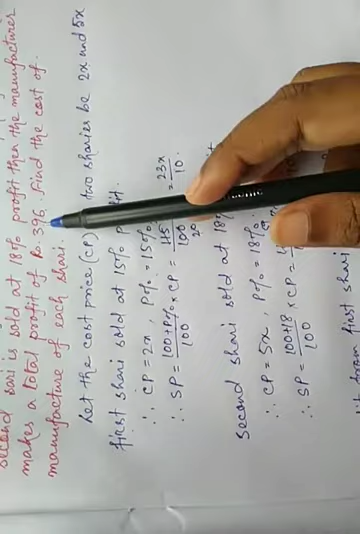 second sari is sold at 18% profit then the manufacturer
makes a total profit of Rs. 396. Find the cost of
manufacture of each shari.
Let the cost price (CP) two sharies be 2x and 5x
first shari sold at 15%
∴ CP = 2x, P% =
∴ SP = 100+P% / 100 × CP = 100 = 23x / 10
Second shari sold at 18%
∴ CP = 5x, P% = 18%
∴ SP = 100+18 / 100 × CP =
from first shari